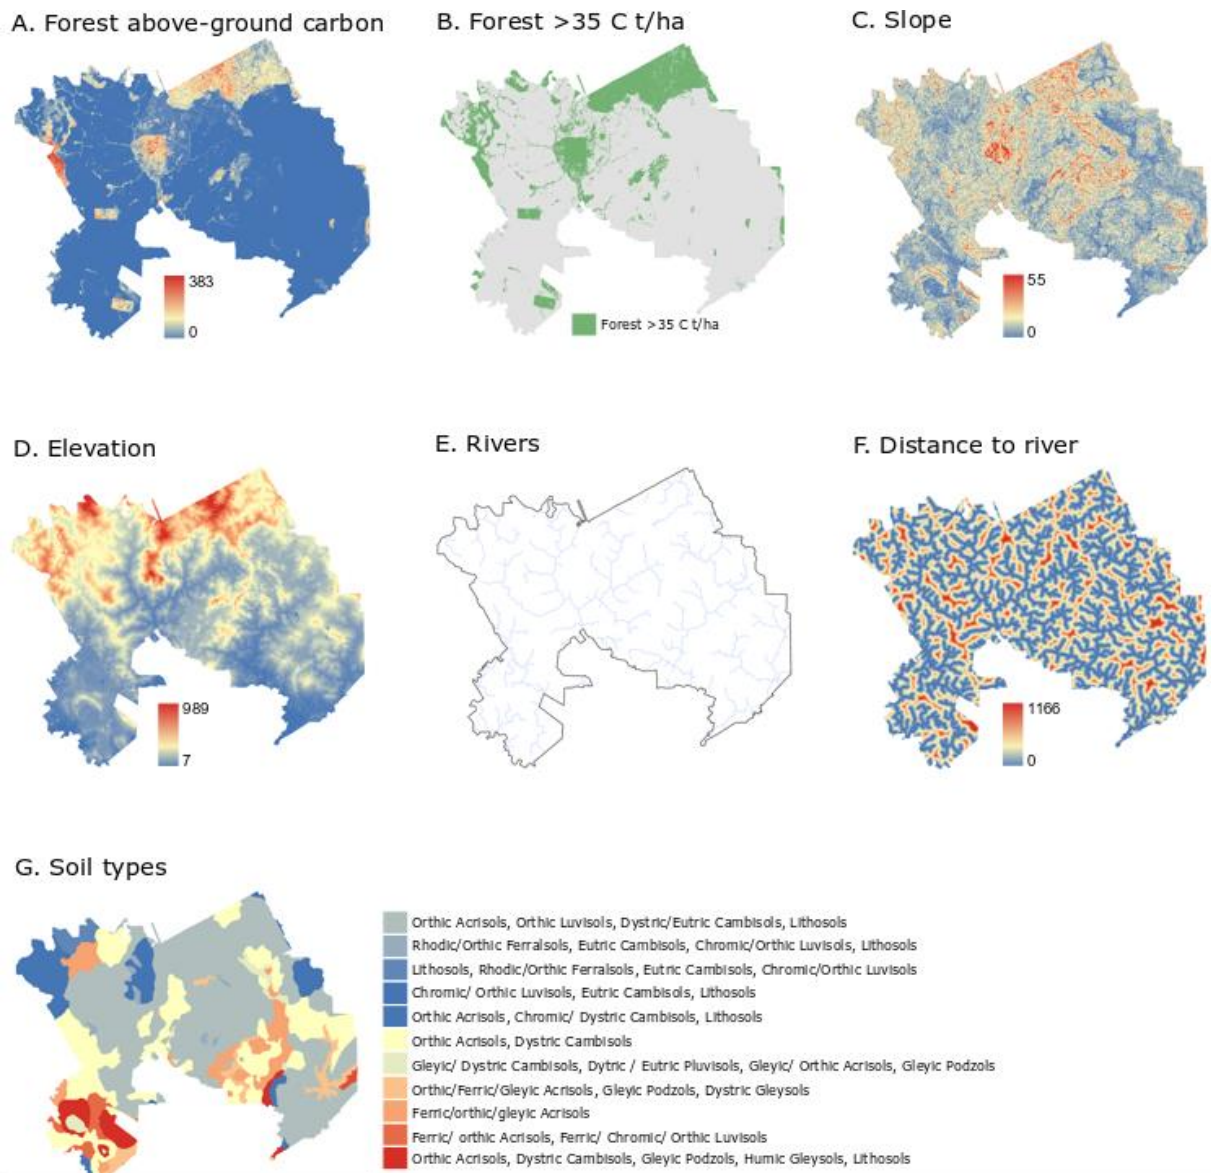 A. Forest above-ground carbon
B. Forest >35 C t/ha
C. Slope
383
0
Forest >35 C t/ha
55
0
D. Elevation
E. Rivers
F. Distance to river
989
7
1166
0
G. Soil types
Orthic Acrisols, Orthic Luvisols, Dystric/Eutric Cambisols, Lithosols
Rhodic/Orthic Ferralsols, Eutric Cambisols, Chromic/Orthic Luvisols, Lithosols
Lithosols, Rhodic/Orthic Ferralsols, Eutric Cambisols, Chromic/Orthic Luvisols
Chromic/ Orthic Luvisols, Eutric Cambisols, Lithosols
Orthic Acrisols, Chromic/ Dystric Cambisols, Lithosols
Orthic Acrisols, Dystric Cambisols
Gleyic/ Dystric Cambisols, Dytric / Eutric Pluvisols, Gleyic/ Orthic Acrisols, Gleyic Podzols
Orthic/Ferric/Gleyic Acrisols, Gleyic Podzols, Dystric Gleysols
Ferric/orthic/gleyic Acrisols
Ferric/ orthic Acrisols, Ferric/ Chromic/ Orthic Luvisols
Orthic Acrisols, Dystric Cambisols, Gleyic Podzols, Humic Gleysols, Lithosols